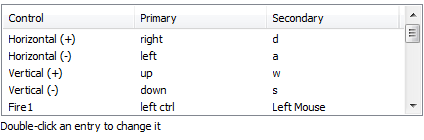 Control Primary Secondary
Horizontal (+) right d
Horizontal (-) left a
Vertical (+) up w
Vertical (-) down s
Fire1 left ctrl Left Mouse
Double-click an entry to change it